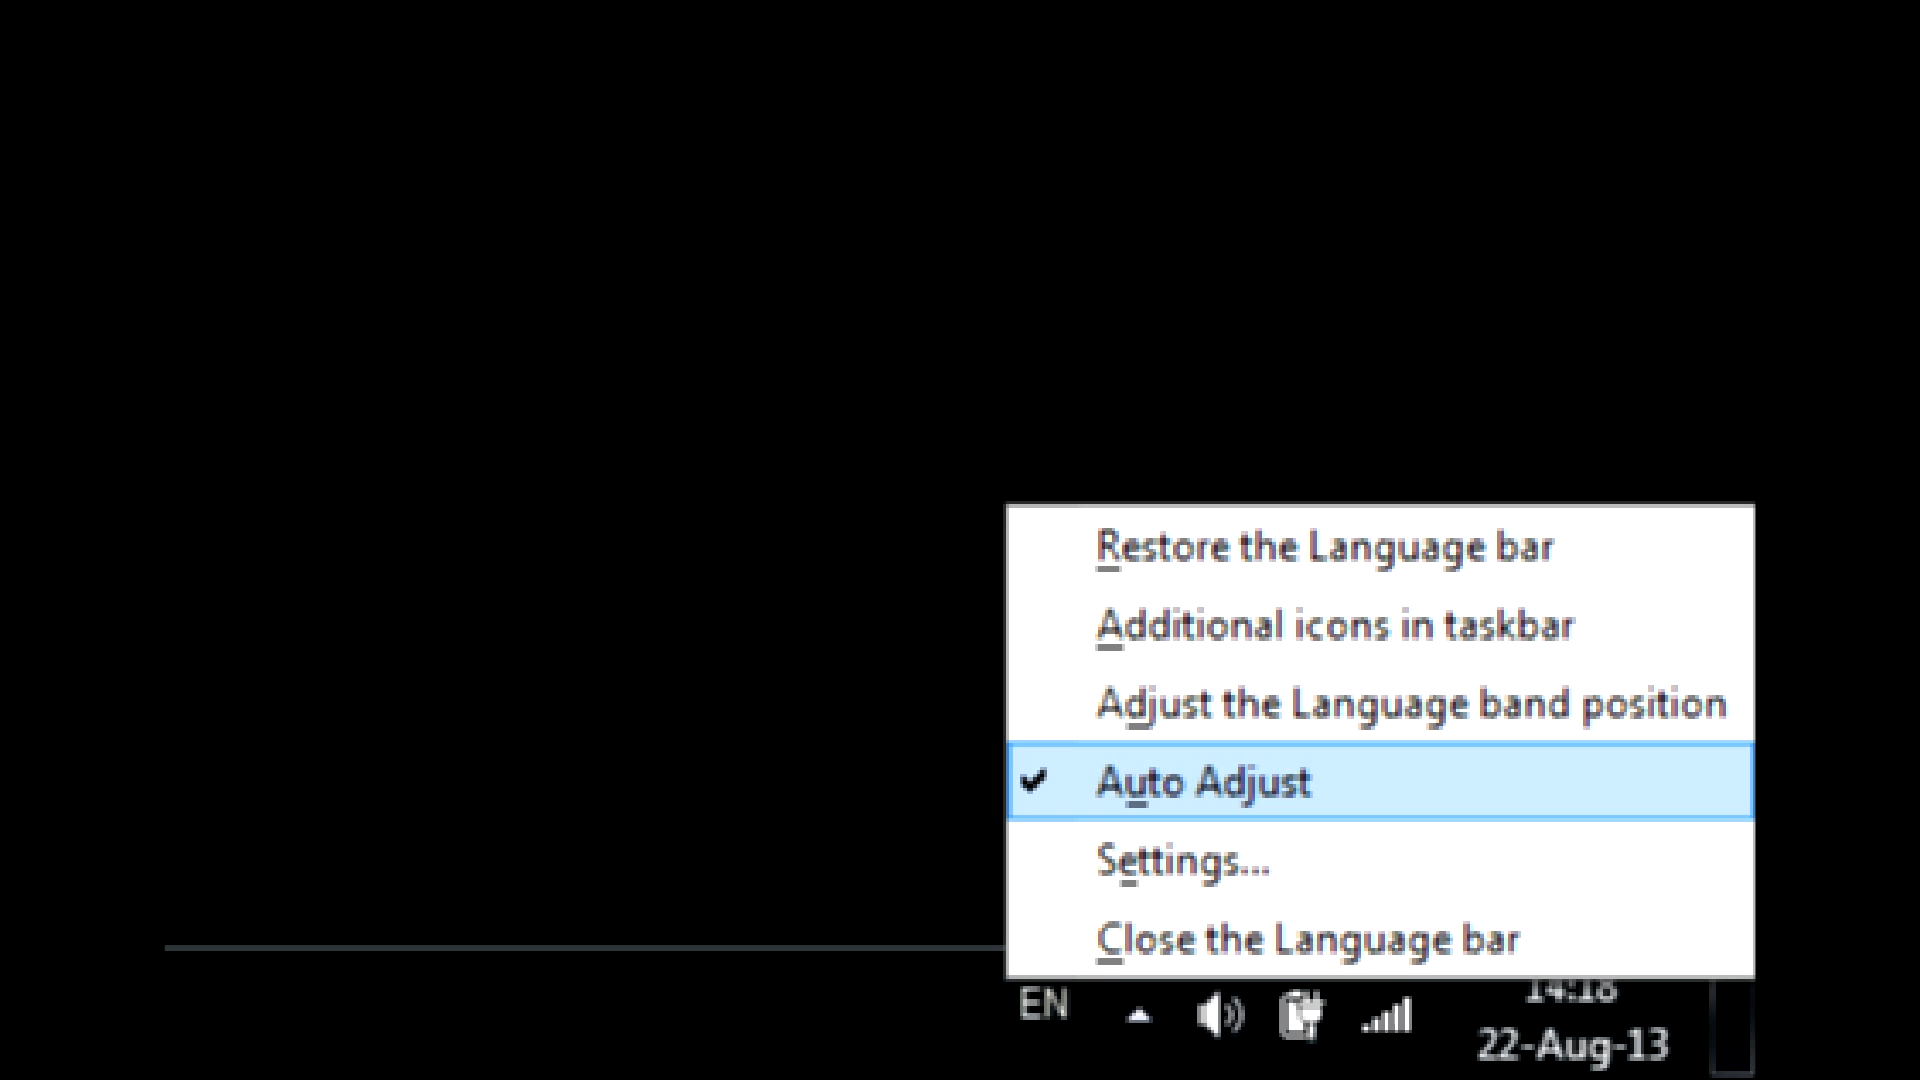 Restore the Language bar
Additional icons in taskbar
Adjust the Language band position
Auto Adjust
Settings...
Close the Language bar
EN
14:18
22-Aug-13